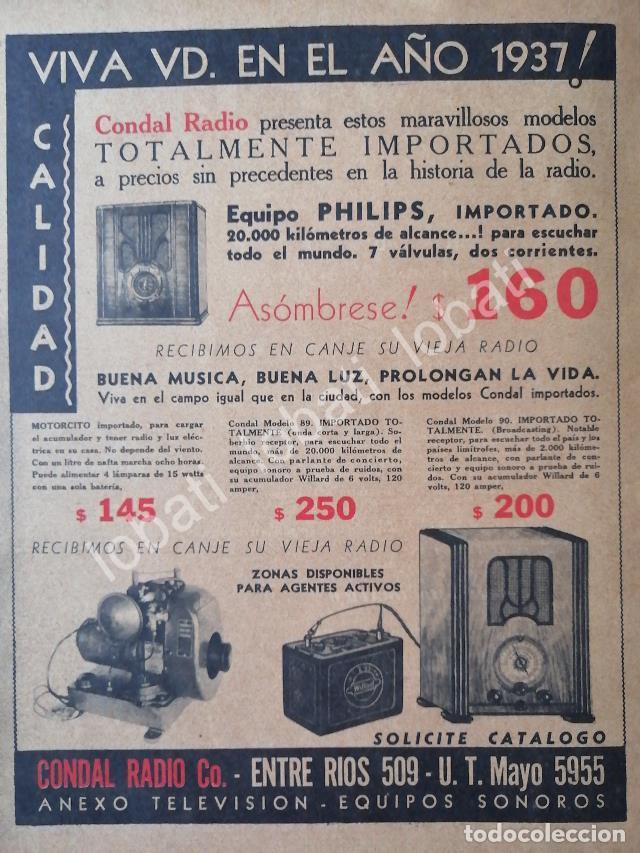 VIVA VD. EN EL AÑO 1937!
CALIDAD
Condal Radio presenta estos maravillosos modelos
TOTALMENTE IMPORTADOS,
a precios sin precedentes en la historia de la radio.
Equipo PHILIPS, IMPORTADO.
20.000 kilómetros de alcance...! para escuchar
todo el mundo. 7 válvulas, dos corrientes.
Asómbrese! $ 160
RECIBIMOS EN CANJE SU VIEJA RADIO
BUENA MUSICA, BUENA LUZ, PROLONGAN LA VIDA.
Viva en el campo igual que en la ciudad, con los modelos Condal importados.
MOTORCITO importado, para cargar
el acumulador y tener radio y luz eléc-
trica en su casa. No depende del viento.
Con un litro de nafta marcha ocho horas.
Puede alimentar 4 lámparas de 15 watts
con una sola batería,
$ 145
Condal Modelo 89. IMPORTADO TO-
TALMENTE (onda corta y larga). So-
berbio receptor, para escuchar todo el
mundo, más de 20.000 kilómetros de
alcance. Con parlante concierto,
equipo sonoro a prueba de ruidos, con
su acumulador Willard de 6 volts, 120
amper,
$ 250
Condal Modelo 90. IMPORTADO TO-
TALMENTE. (Broadcasting). Notable
receptor, para escuchar todo el país y los
países limítrofes, más de 2.000 kilóme-
tros de alcance, con parlante de con-
cierto y equipo sonoro a prueba de rui-
dos. Con su acumulador Willard de 6
volts, 120 amper,
$ 200
RECIBIMOS EN CANJE SU VIEJA RADIO
ZONAS DISPONIBLES
PARA AGENTES ACTIVOS
Willard
SOLICITE CATALOGO
CONDAL RADIO Co. - ENTRE RIOS 509 - U. T. Mayo 5955
ANEXO TELEVISION - EQUIPOS SONOROS
lobati lobati lobati lobati
todocoleccion.net